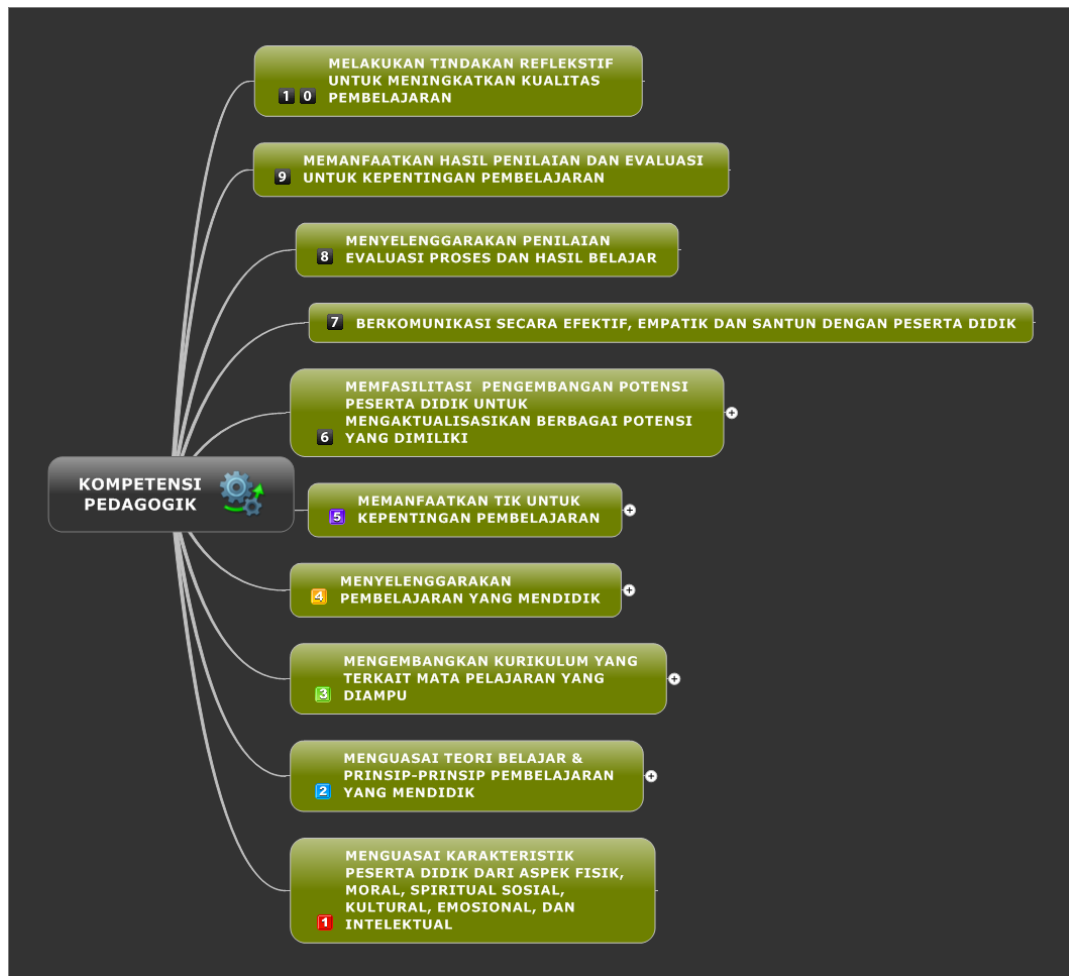 MELAKUKAN TINDAKAN REFLEKSTIF
UNTUK MENINGKATKAN KUALITAS
10 PEMBELAJARAN
MEMANFAATKAN HASIL PENILAIAN DAN EVALUASI
9 UNTUK KEPENTINGAN PEMBELAJARAN
MENYELENGGARAKAN PENILAIAN
8 EVALUASI PROSES DAN HASIL BELAJAR
7 BERKOMUNIKASI SECARA EFEKTIF, EMPATIK DAN SANTUN DENGAN PESERTA DIDIK
MEMFASILITASI PENGEMBANGAN POTENSI
PESERTA DIDIK UNTUK
MENGAKTUALISASIKAN BERBAGAI POTENSI
6 YANG DIMILIKI
KOMPETENSI
PEDAGOGIK
MEMANFAATKAN TIK UNTUK
5 KEPENTINGAN PEMBELAJARAN
MENYELENGGARAKAN
4 PEMBELAJARAN YANG MENDIDIK
MENGEMBANGKAN KURIKULUM YANG
TERKAIT MATA PELAJARAN YANG
3 DIAMPU
MENGUASAI TEORI BELAJAR &
PRINSIP-PRINSIP PEMBELAJARAN
2 YANG MENDIDIK
MENGUASAI KARAKTERISTIK
PESERTA DIDIK DARI ASPEK FISIK,
MORAL, SPIRITUAL SOSIAL,
KULTURAL, EMOSIONAL, DAN
1 INTELEKTUAL